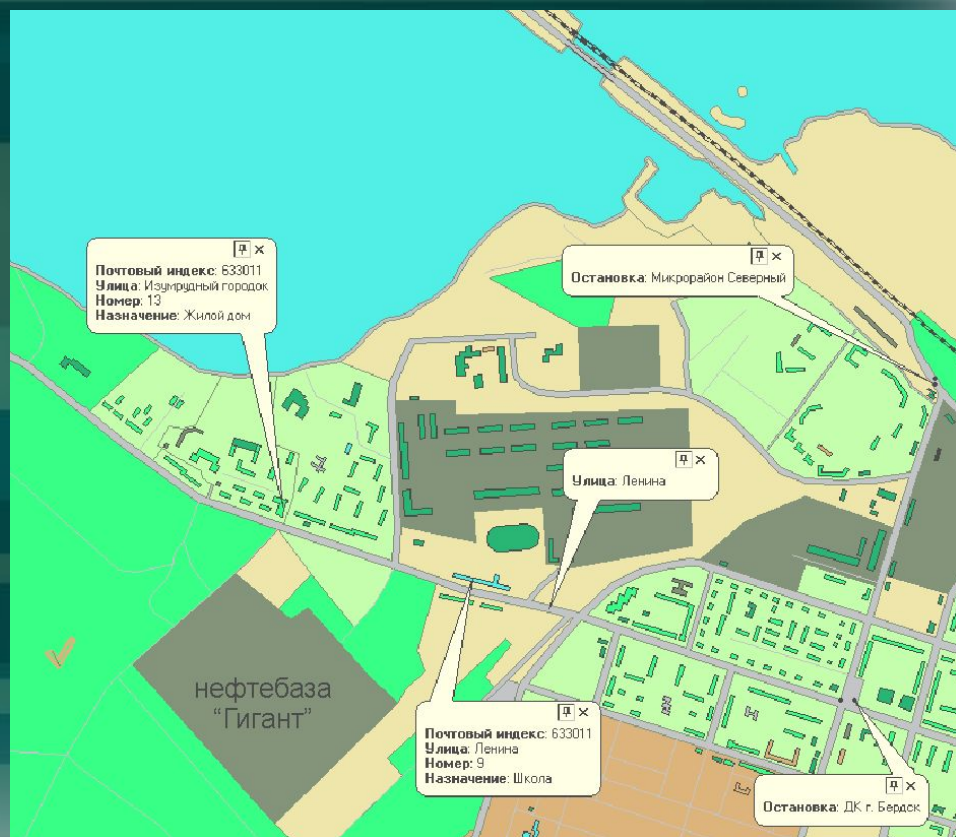 Почтовый индекс: 633011
Улица: Изумрудный городок
Номер: 13
Назначение: Жилой дом
Остановка: Микрорайон Северный
Улица: Ленина
нефтебаза
“Гигант”
Почтовый индекс: 633011
Улица: Ленина
Номер: 9
Назначение: Школа
Остановка: ДК г. Бердск